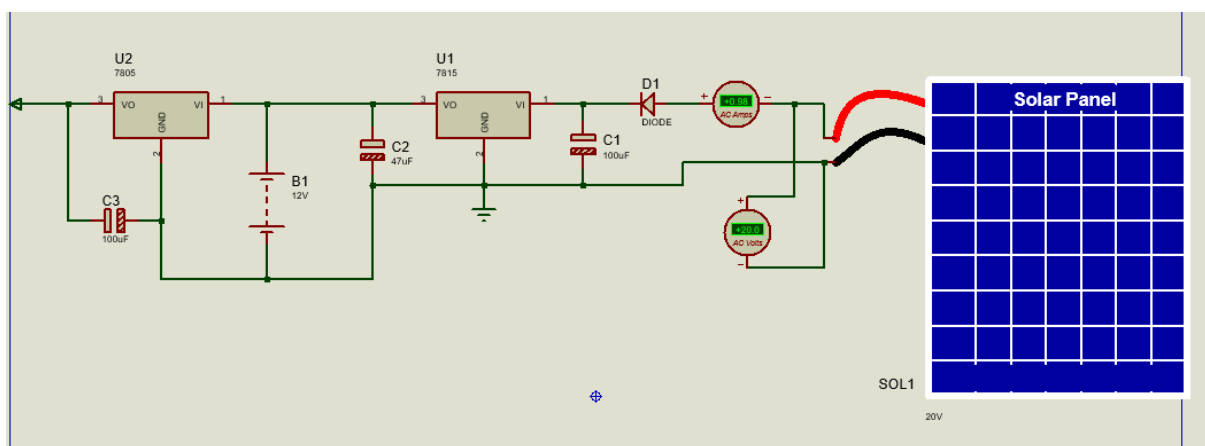 U2
7805
3
VO
VI
1
GND
2
C3
100uF
B1
12V
C2
47uF
U1
7815
3
VO
VI
1
GND
2
C1
100uF
D1
DIODE
+
+0.98
-
AC Amps
+
+20.0
AC Volts
-
Solar Panel
SOL1
20V